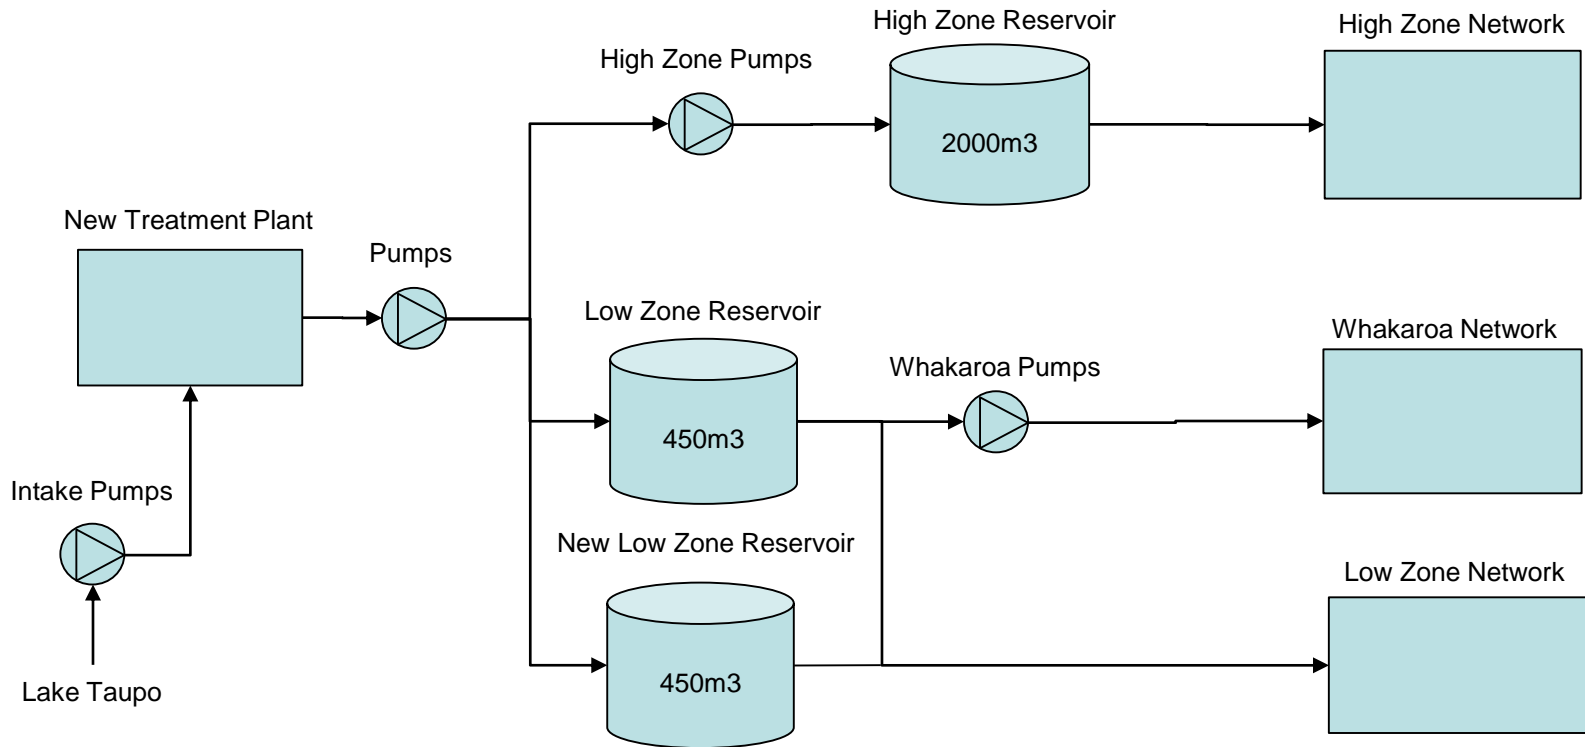 High Zone Reservoir
High Zone Network
High Zone Pumps
2000m3
New Treatment Plant
Pumps
Low Zone Reservoir
Whakaroa Network
Whakaroa Pumps
450m3
Intake Pumps
New Low Zone Reservoir
Low Zone Network
450m3
Lake Taupo